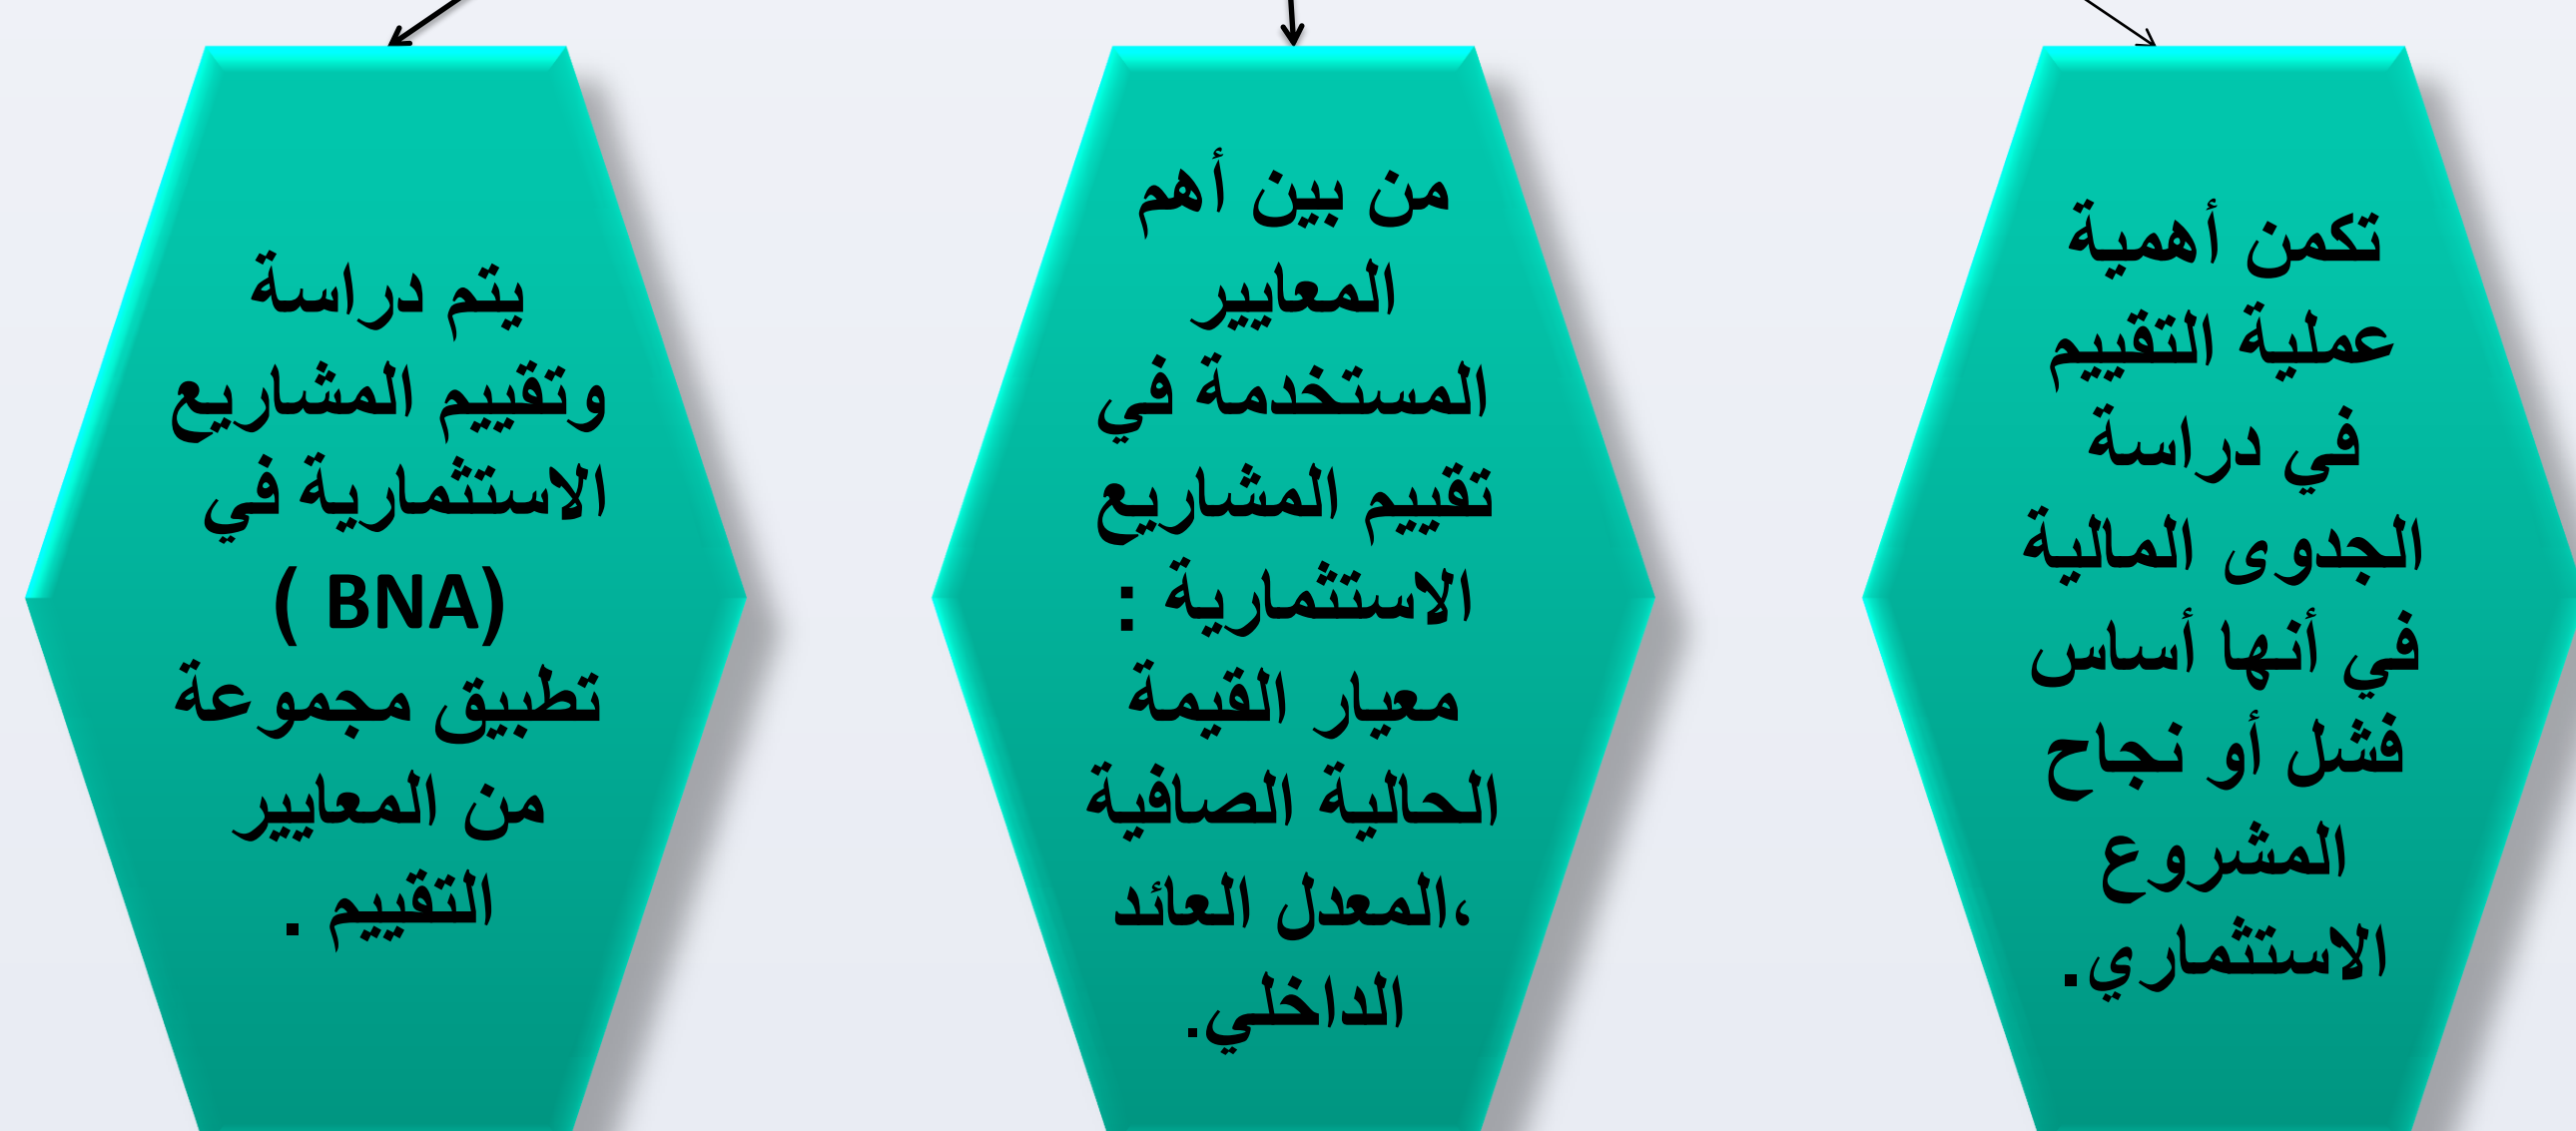 تكمن أهمية
عملية التقييم
في دراسة
الجدوى المالية
في أنها أساس
فشل أو نجاح
المشروع
الاستثماري.
من بين أهم
المعايير
المستخدمة في
تقييم المشاريع
الاستثمارية :
معيار القيمة
الحالية الصافية
،المعدل العائد
الداخلي.
يتم دراسة
وتقييم المشاريع
الاستثمارية في
( BNA)
تطبيق مجموعة
من المعايير
التقييم .